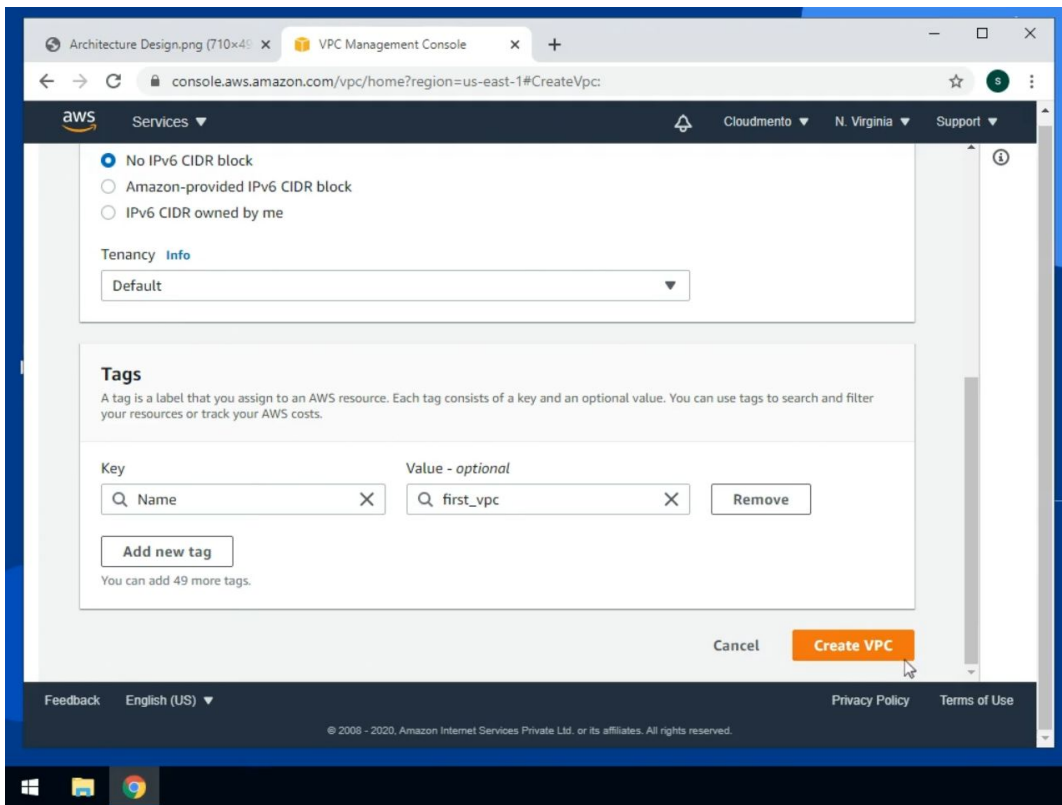 Architecture Design.png (710×49
VPC Management Console
console.aws.amazon.com/vpc/home?region=us-east-1#CreateVpc:
S
aws
Services
Cloudmento
N. Virginia
Support
No IPv6 CIDR block
Amazon-provided IPv6 CIDR block
IPv6 CIDR owned by me
Tenancy Info
Default
Tags
A tag is a label that you assign to an AWS resource. Each tag consists of a key and an optional value. You can use tags to search and filter
your resources or track your AWS costs.
Key
Value - optional
Name
first_vpc
Remove
Add new tag
You can add 49 more tags.
Cancel
Create VPC
Feedback
English (US)
Privacy Policy
Terms of Use
© 2008 - 2020, Amazon Internet Services Private Ltd. or its affiliates. All rights reserved.